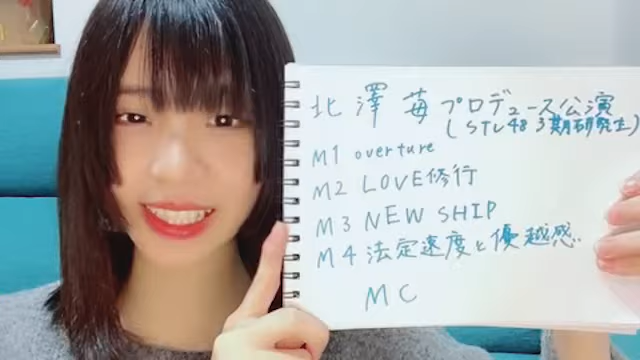 北澤苺プロデュース公演
(STU48 3期研究生)
M1 overture
M2 LOVE修行
M3 NEW SHIP
M4 法定速度と優越感
MC